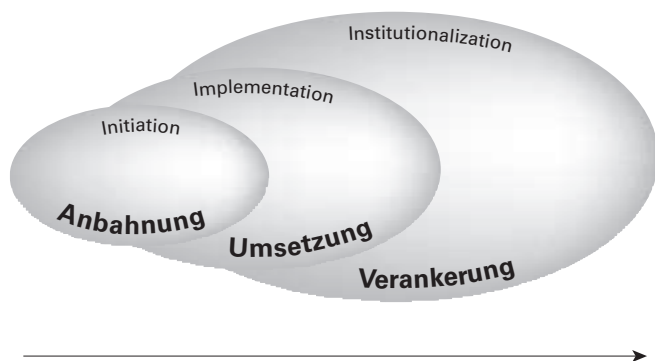 Institutionalization
Implementation
Initiation
Anbahnung
Umsetzung
Verankerung